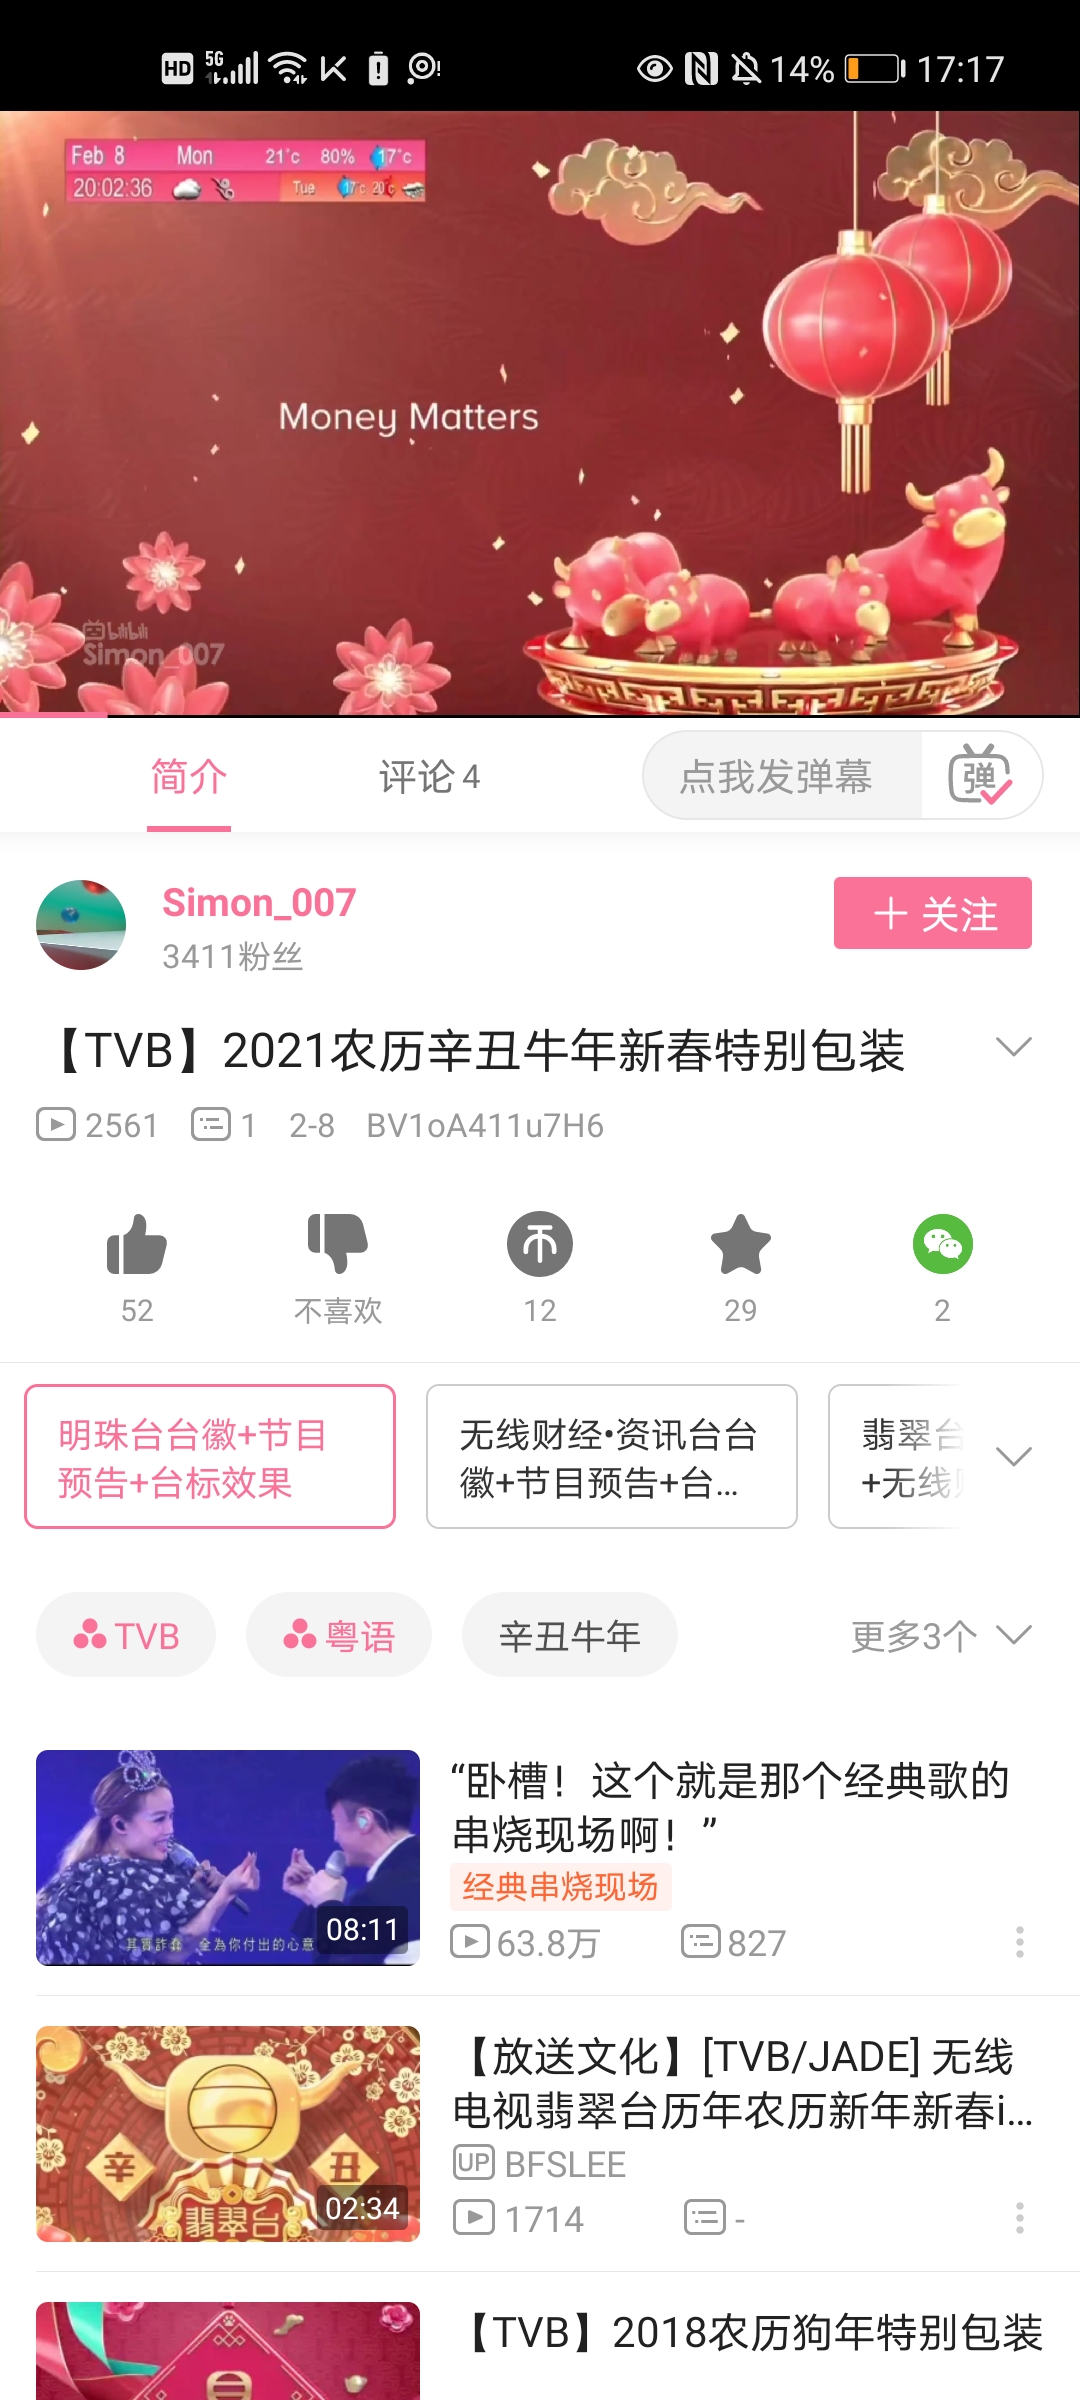 HD 5G 14% 17:17
Feb 8 Mon 21°c 80% 17°c
20:02:36 Tue 17°c 20°c
Money Matters
bilibili
Simon_007
简介 评论 4 点我发弹幕 弹
Simon_007
3411粉丝
+ 关注
【TVB】2021农历辛丑牛年新春特别包装
2561 1 2-8 BV1oA411u7H6
52 不喜欢 12 29 2
明珠台台徽+节目
预告+台标效果
无线财经•资讯台台
徽+节目预告+台...
翡翠台
+无线
TVB 粤语 辛丑牛年 更多3个
“卧槽！这个就是那个经典歌的
串烧现场啊！”
经典串烧现场
63.8万 827
全為你付出的心意
08:11
【放送文化】[TVB/JADE] 无线
电视翡翠台历年农历新年新春i...
UP BFSLEE
1714 -
辛 丑
翡翠台
02:34
【TVB】2018农历狗年特别包装